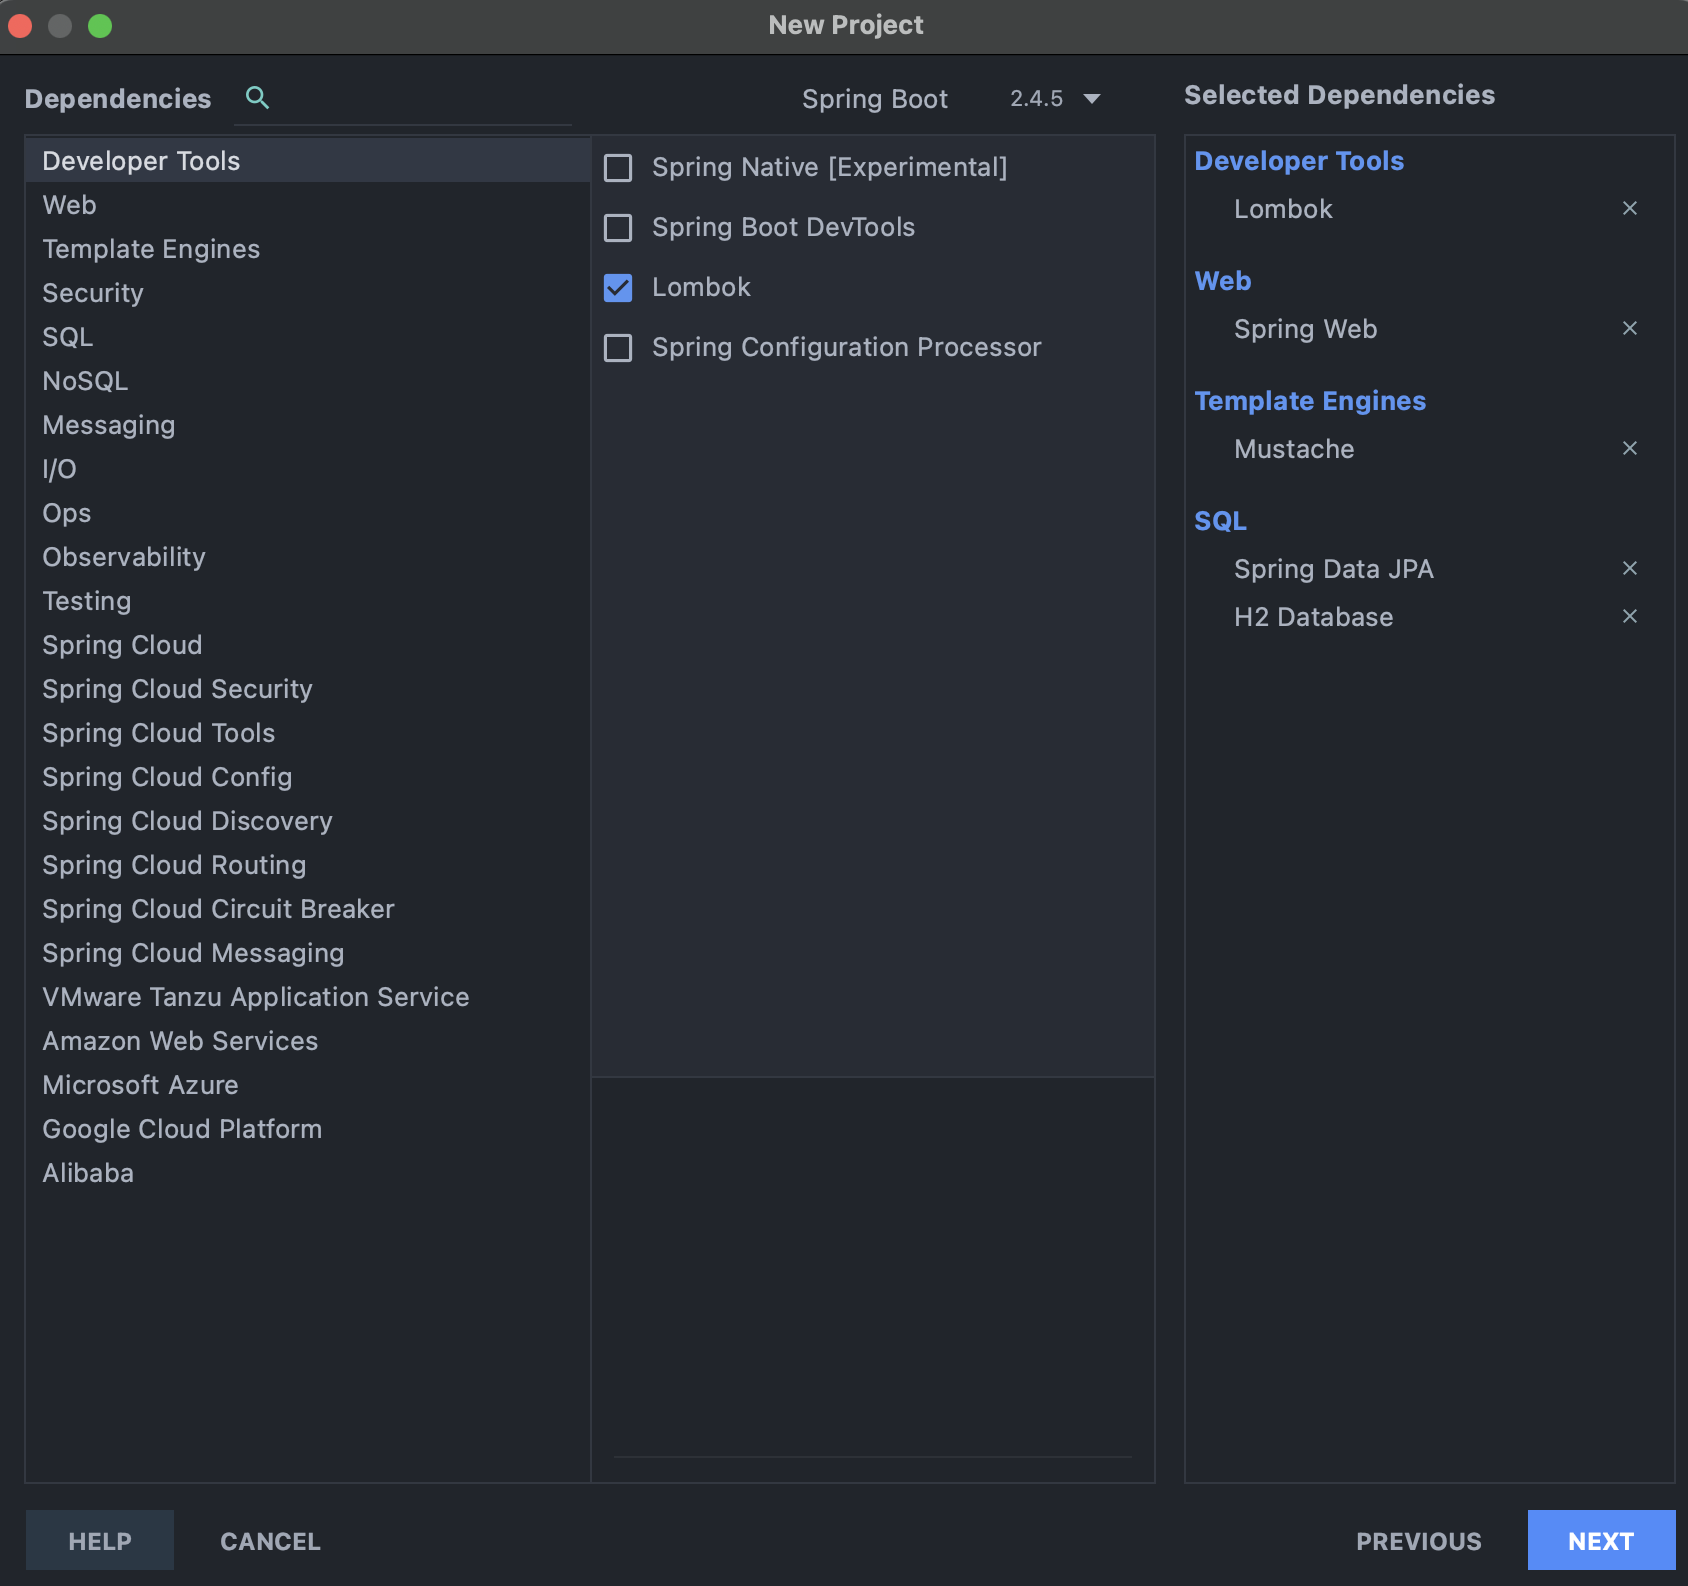 New Project
Dependencies
Spring Boot 2.4.5
Selected Dependencies
Developer Tools
Web
Template Engines
Security
SQL
NoSQL
Messaging
I/O
Ops
Observability
Testing
Spring Cloud
Spring Cloud Security
Spring Cloud Tools
Spring Cloud Config
Spring Cloud Discovery
Spring Cloud Routing
Spring Cloud Circuit Breaker
Spring Cloud Messaging
VMware Tanzu Application Service
Amazon Web Services
Microsoft Azure
Google Cloud Platform
Alibaba
Spring Native [Experimental]
Spring Boot DevTools
Lombok
Spring Configuration Processor
Developer Tools
Lombok
Web
Spring Web
Template Engines
Mustache
SQL
Spring Data JPA
H2 Database
HELP
CANCEL
PREVIOUS
NEXT